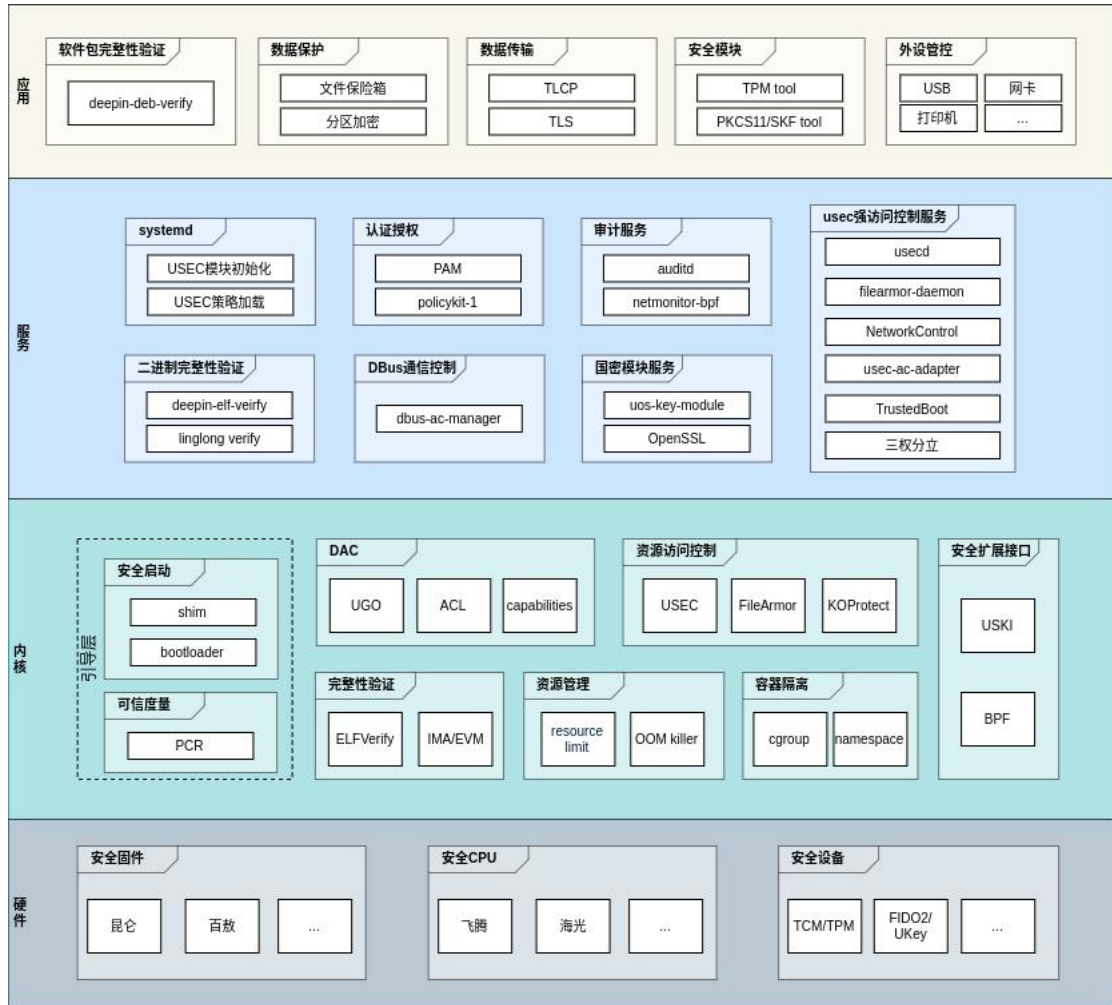 应用
软件包完整性验证
deepin-deb-verify
数据保护
文件保险箱
分区加密
数据传输
TLCP
TLS
安全模块
TPM tool
PKCS11/SKF tool
外设管控
USB
网卡
打印机
...
服务
systemd
USEC模块初始化
USEC策略加载
认证授权
PAM
policykit-1
审计服务
auditd
netmonitor-bpf
usec强访问控制服务
usecd
filearmor-daemon
NetworkControl
usec-ac-adapter
TrustedBoot
三权分立
二进制完整性验证
deepin-elf-veirfy
linglong verify
DBus通信控制
dbus-ac-manager
国密模块服务
uos-key-module
OpenSSL
内核
引导层
安全启动
shim
bootloader
可信度量
PCR
DAC
UGO
ACL
capabilities
资源访问控制
USEC
FileArmor
KOProtect
安全扩展接口
USKI
BPF
完整性验证
ELFVerify
IMA/EVM
资源管理
resource
limit
OOM killer
容器隔离
cgroup
namespace
硬件
安全固件
昆仑
百敖
...
安全CPU
飞腾
海光
...
安全设备
TCM/TPM
FIDO2/
UKey
...